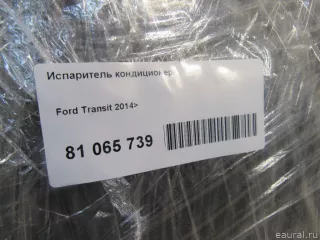 Испаритель кондиционера
Ford Transit 2014>
81 065 739
eaural.ru